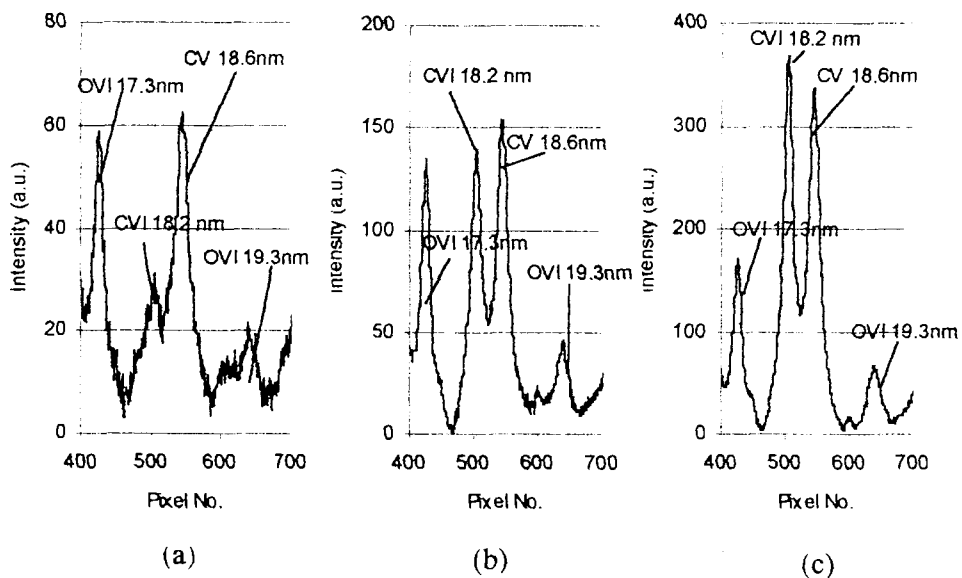 80
60
40
20
0
Intensity (a.u.)
OVI 17.3nm
CV 18.6nm
CVI 18.2 nm
OVI 19.3nm
400 500 600 700
Pixel No.
(a)
200
150
100
50
0
Intensity (a.u.)
CVI 18.2 nm
CV 18.6nm
OVI 17.3nm
OVI 19.3nm
400 500 600 700
Pixel No.
(b)
400
300
200
100
0
Intensity (a.u.)
CVI 18.2 nm
CV 18.6nm
OVI 17.3nm
OVI 19.3nm
400 500 600 700
Pixel No.
(c)